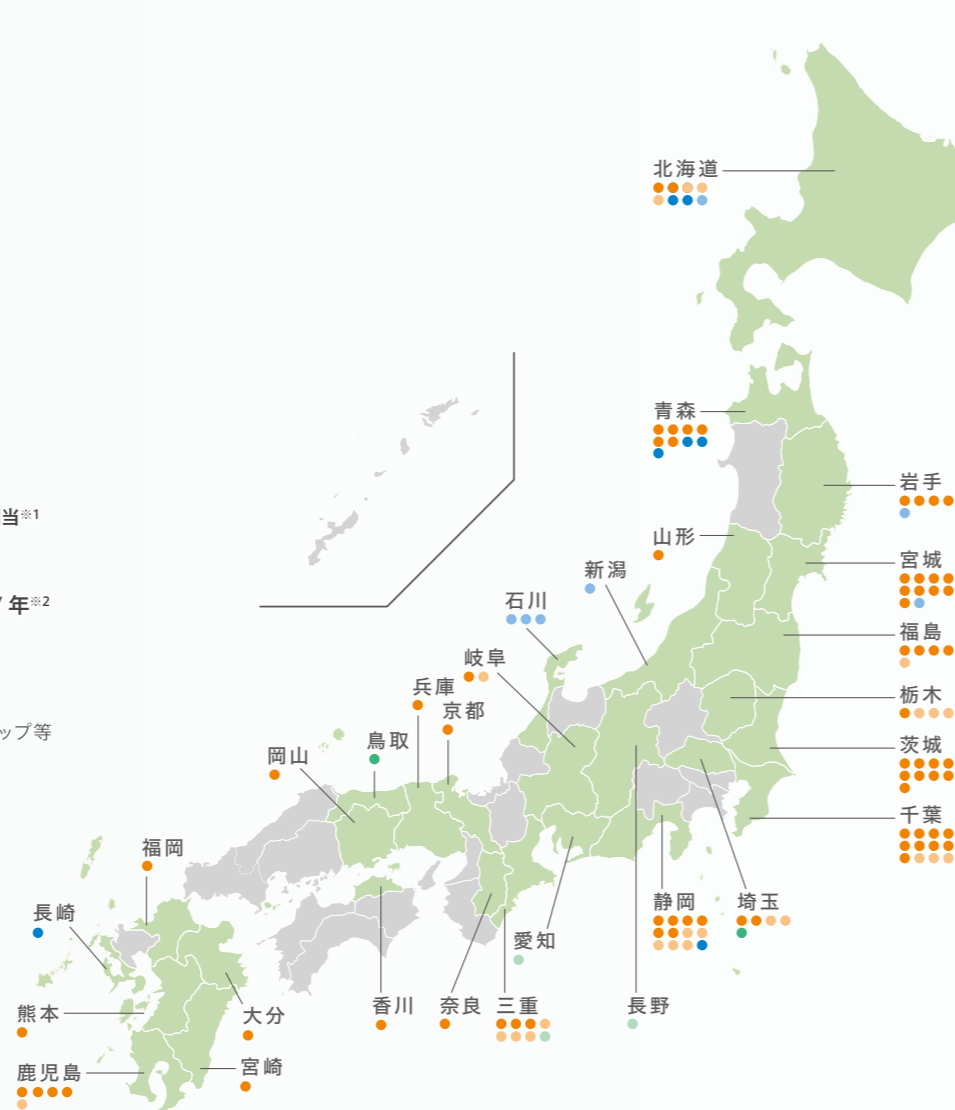 北海道
青森
当※1
岩手
山形
宮城
新潟
年※2
石川
福島
岐阜
兵庫
栃木
京都
ップ等
鳥取
茨城
岡山
千葉
福岡
静岡
埼玉
長崎
愛知
熊本
大分
香川
奈良
三重
長野
宮崎
鹿児島